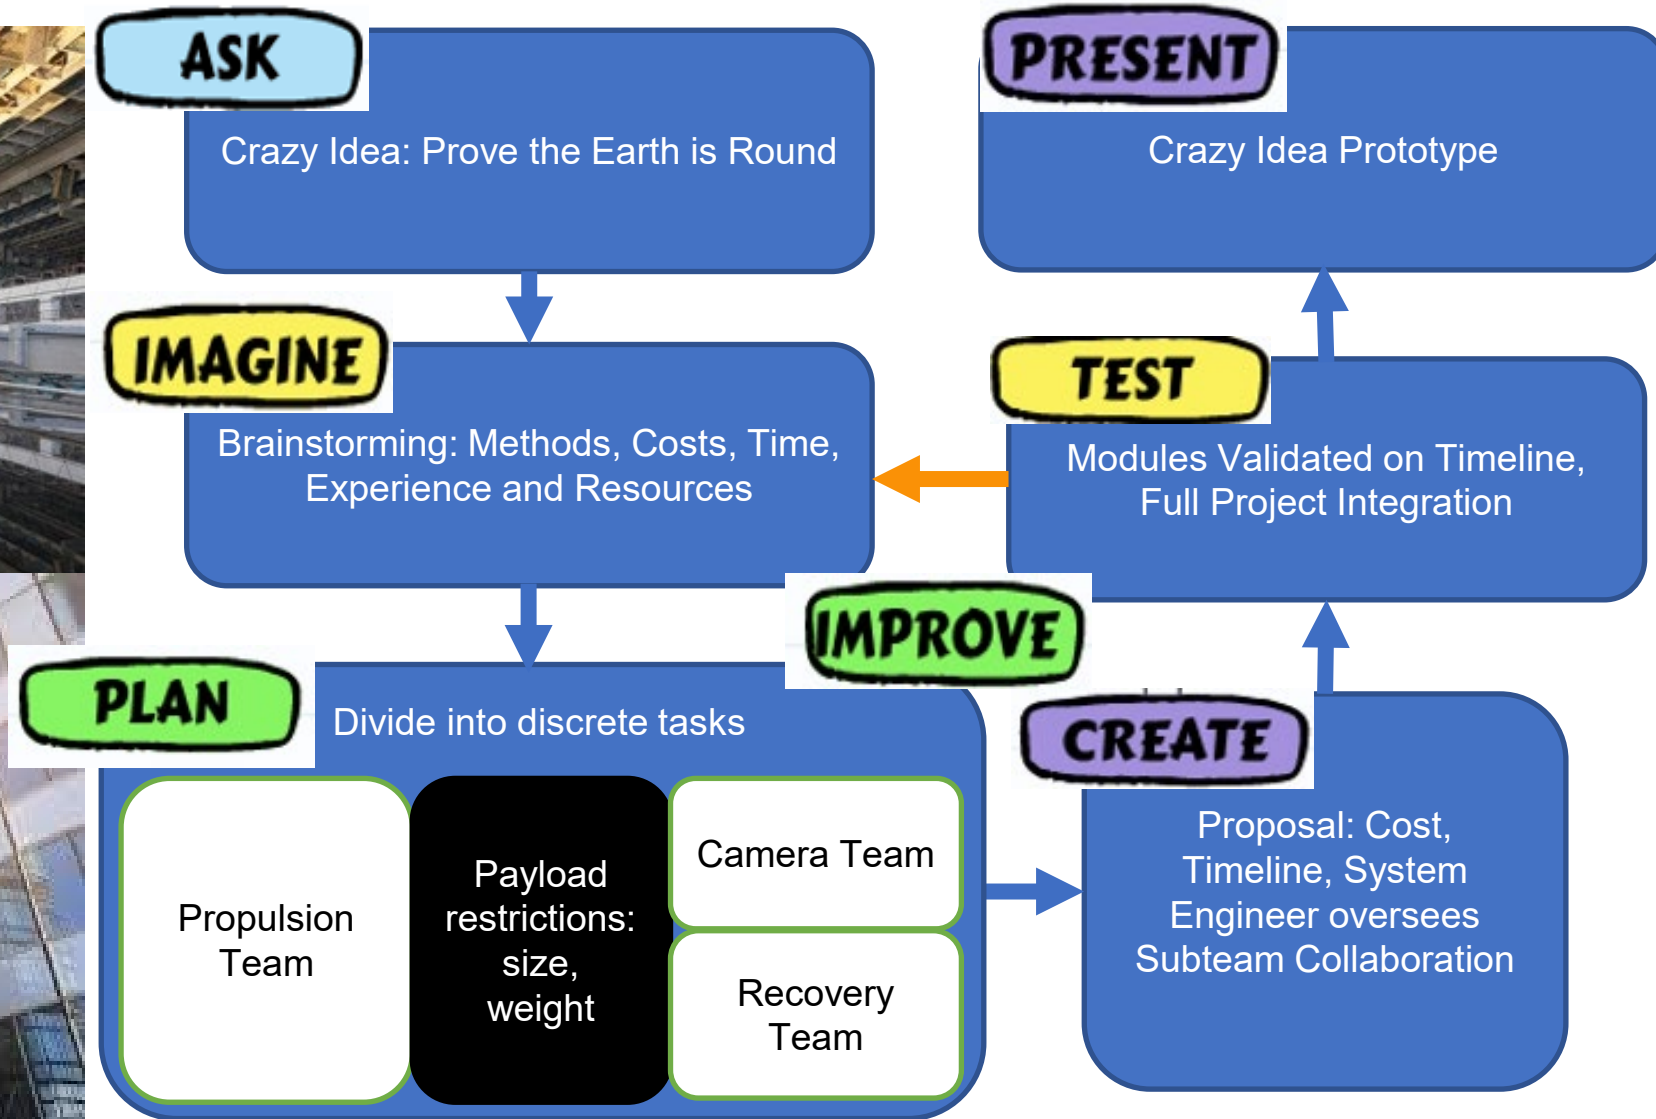 ASK
Crazy Idea: Prove the Earth is Round
IMAGINE
Brainstorming: Methods, Costs, Time,
Experience and Resources
PLAN
Divide into discrete tasks
Propulsion
Team
Payload
restrictions:
size,
weight
Camera Team
Recovery
Team
IMPROVE
CREATE
Proposal: Cost,
Timeline, System
Engineer oversees
Subteam Collaboration
TEST
Modules Validated on Timeline,
Full Project Integration
PRESENT
Crazy Idea Prototype